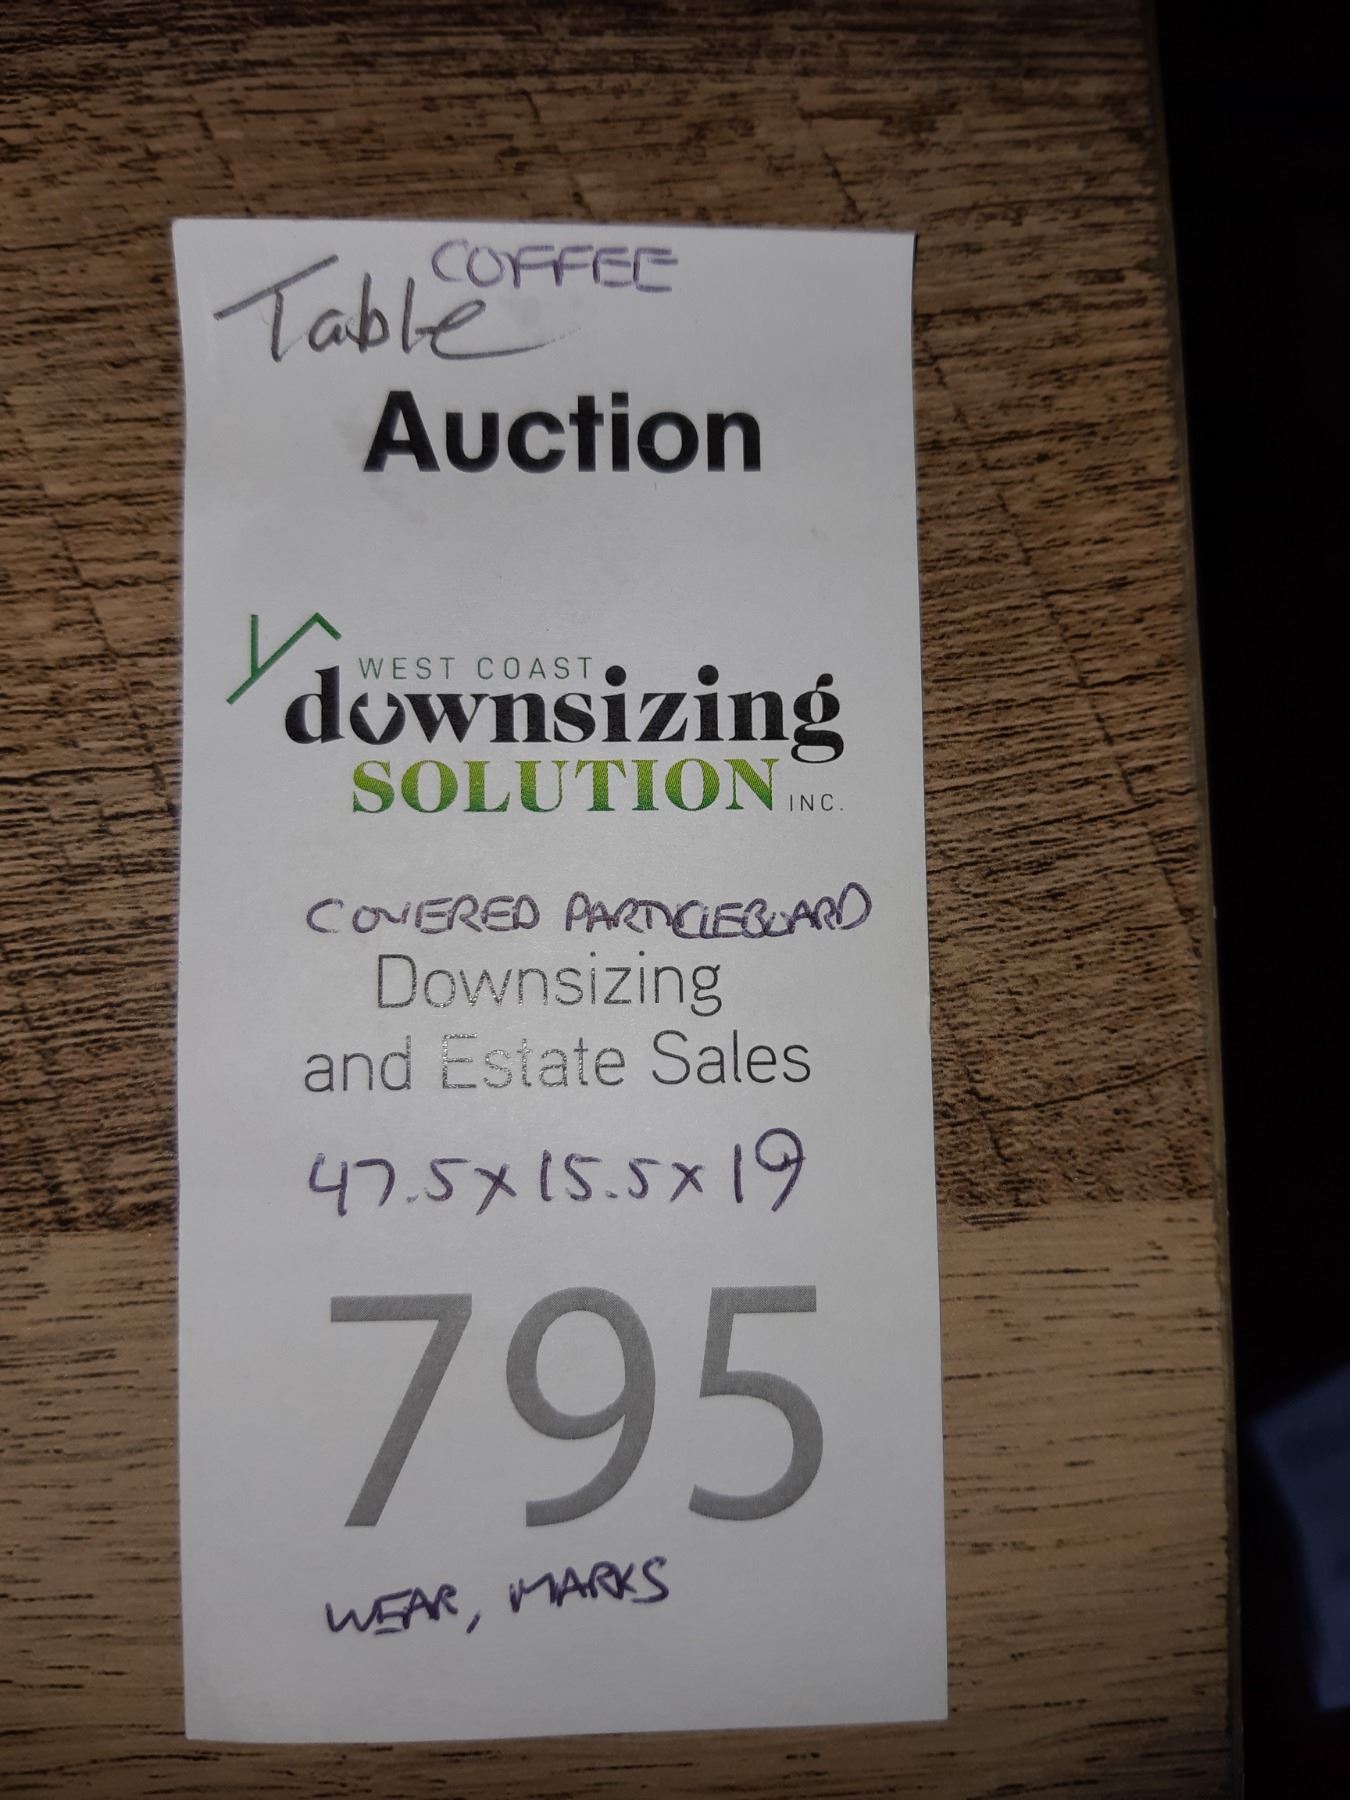 COFFEE
Table
Auction
WEST COAST
downsizing
SOLUTION INC.
COVERED PARTICLEBOARD
Downsizing
and Estate Sales
47.5x15.5x19
795
WEAR, MARKS